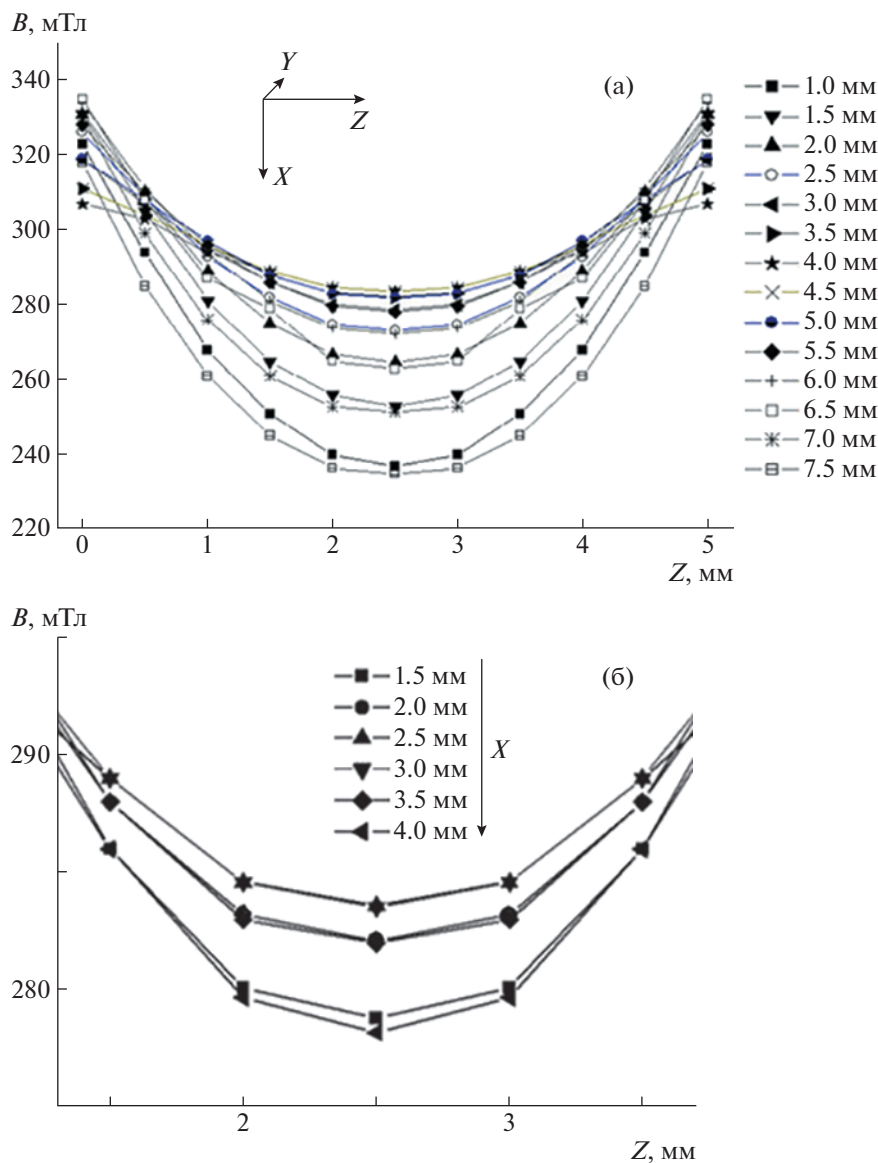 B, мТл
340
320
300
280
260
240
220
0
1
2
3
4
5
Z, мм
Y
Z
X
(а)
1.0 мм
1.5 мм
2.0 мм
2.5 мм
3.0 мм
3.5 мм
4.0 мм
4.5 мм
5.0 мм
5.5 мм
6.0 мм
6.5 мм
7.0 мм
7.5 мм
B, мТл
290
280
2
3
Z, мм
1.5 мм
2.0 мм
2.5 мм
3.0 мм
3.5 мм
4.0 мм
X
(б)